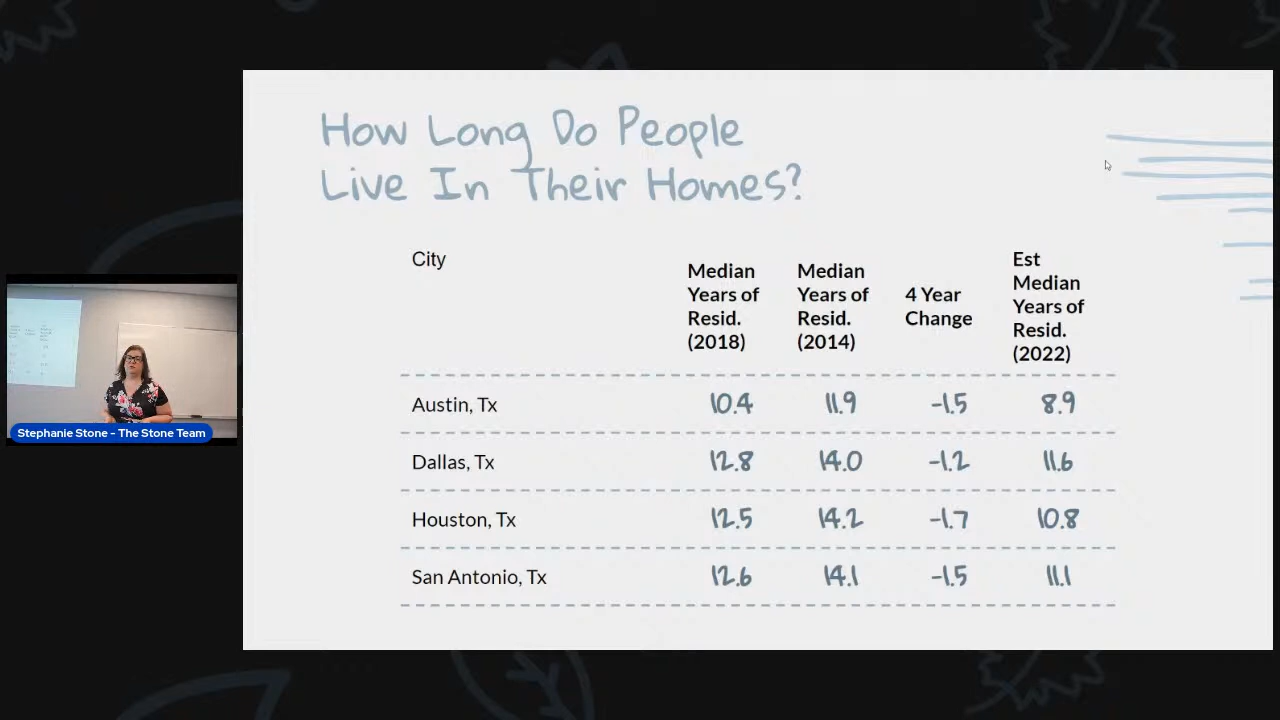 How Long Do People
Live In Their Homes?
City
Median
Years of
Resid.
(2018)
Median
Years of
Resid.
(2014)
4 Year
Change
Est
Median
Years of
Resid.
(2022)
Austin, Tx 10.4 11.9 -1.5 8.9
Dallas, Tx 12.8 14.0 -1.2 11.6
Houston, Tx 12.5 14.2 -1.7 10.8
San Antonio, Tx 12.6 14.1 -1.5 11.1
Stephanie Stone - The Stone Team